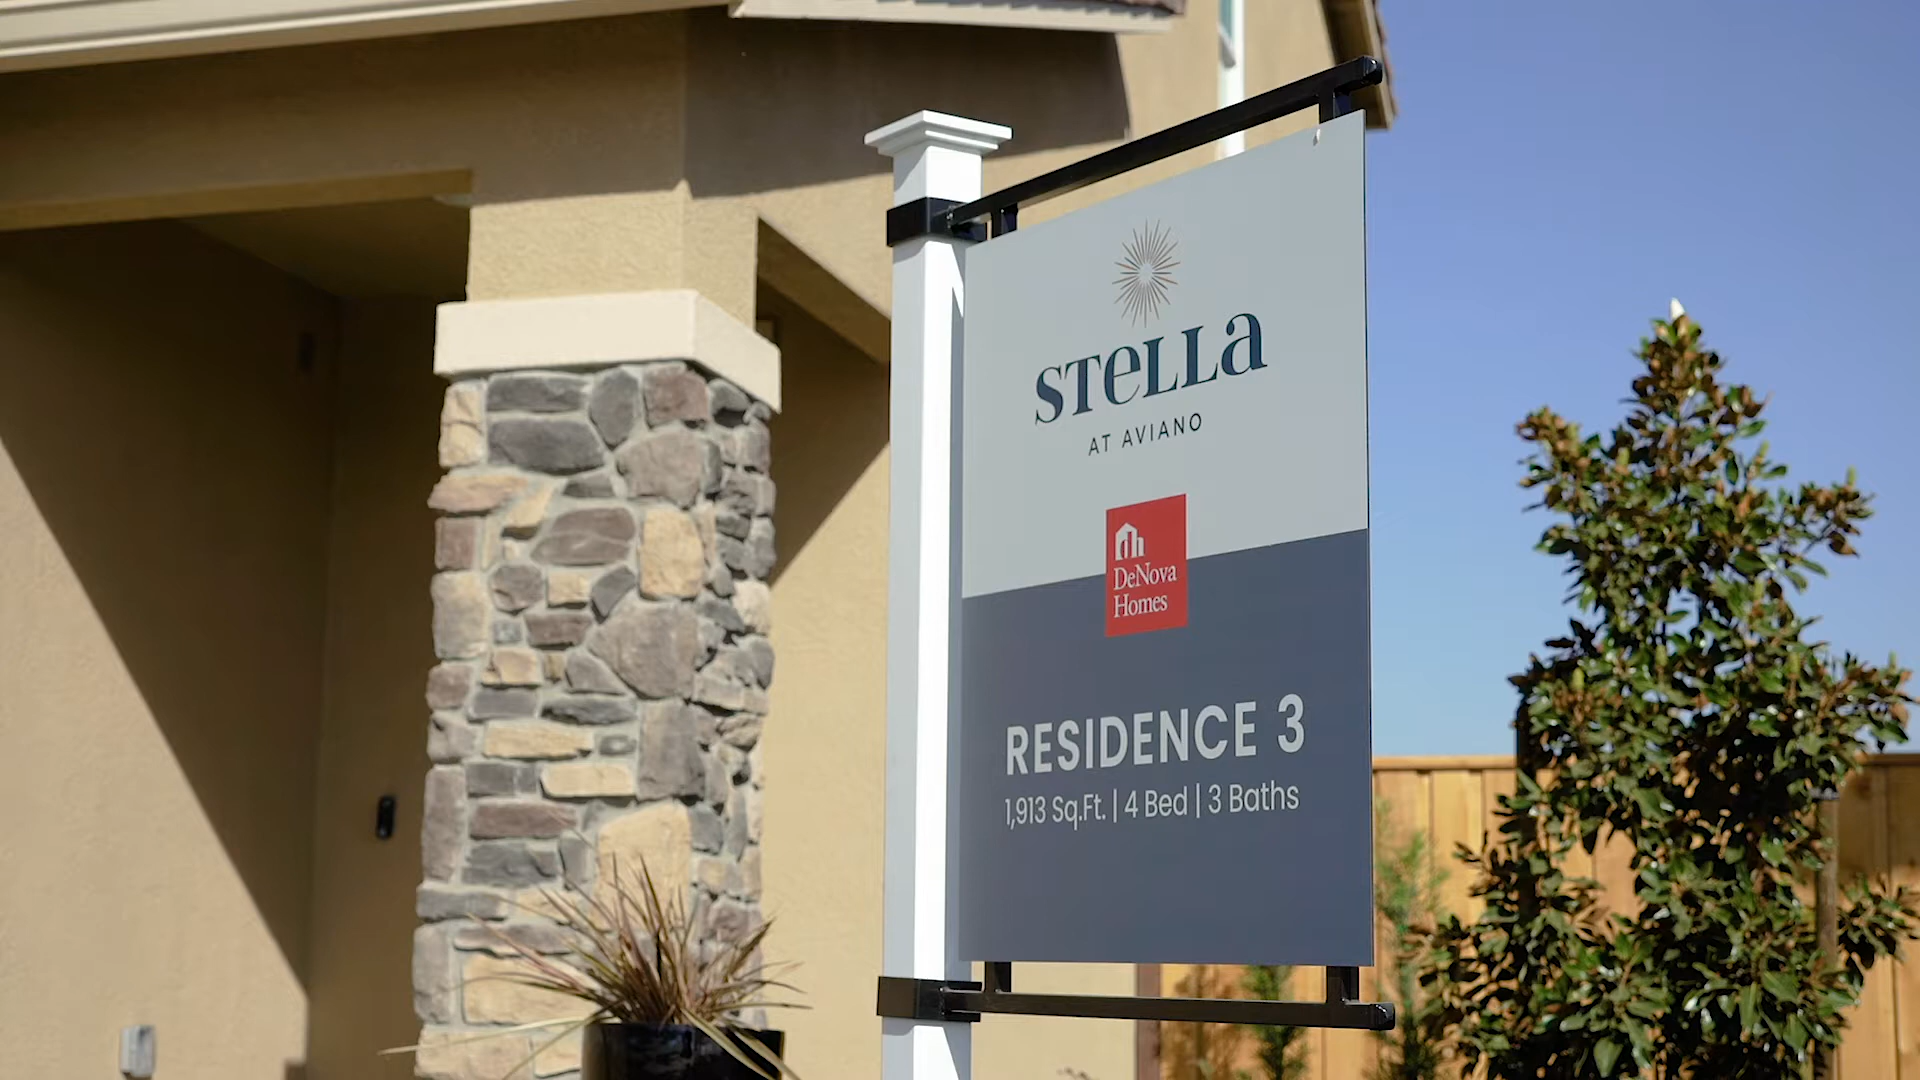 STeLLa
AT AVIANO
DeNova
Homes
RESIDENCE 3
1,913 Sq.Ft. | 4 Bed | 3 Baths